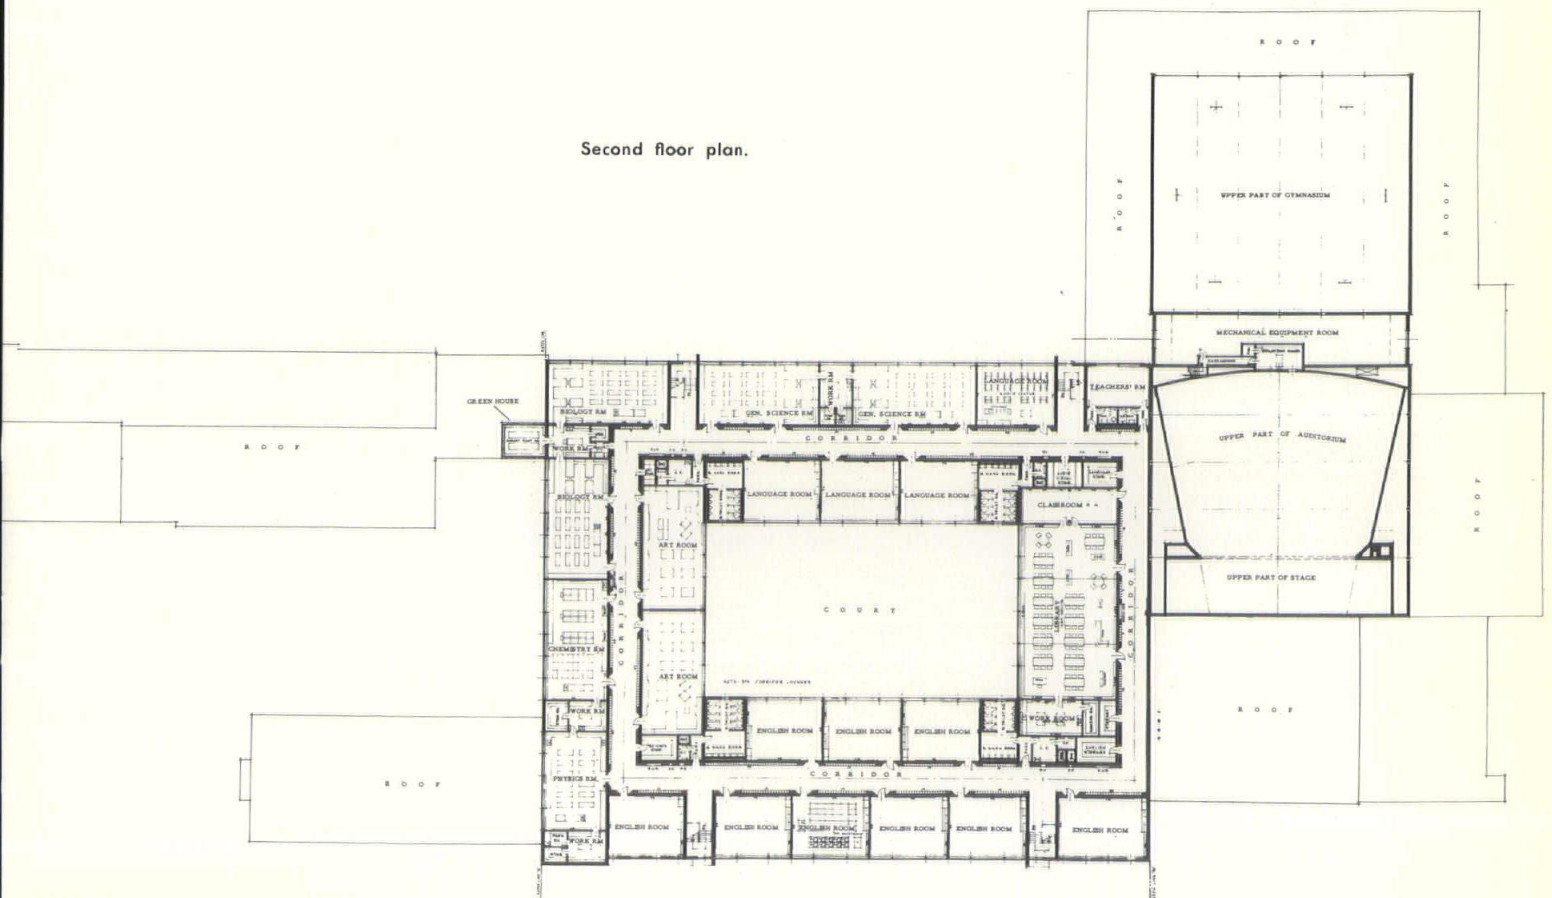 ROOF
Second floor plan.
ROOF
UPPER PART OF GYMNASIUM
ROOF
MECHANICAL EQUIPMENT ROOM
GREEN HOUSE
BIOLOGY RM
GEN. SCIENCE RM
WORK RM
GEN. SCIENCE RM
LANGUAGE ROOM
TEACHERS' RM
CORRIDOR
UPPER PART OF AUDITORIUM
ROOF
WORK RM
BIOLOGY RM
LANGUAGE ROOM
LANGUAGE ROOM
LANGUAGE ROOM
CLASSROOM
ROOF
ART ROOM
UPPER PART OF STAGE
CORRIDOR
COURT
LIBRARY
CORRIDOR
CHEMISTRY RM
ART ROOM
WORK RM
ENGLISH ROOM
ENGLISH ROOM
ENGLISH ROOM
WORK ROOM
ROOF
ROOF
PHYSICS RM
CORRIDOR
ENGLISH ROOM
ENGLISH ROOM
ENGLISH ROOM
ENGLISH ROOM
ENGLISH ROOM
ENGLISH ROOM
WORK RM